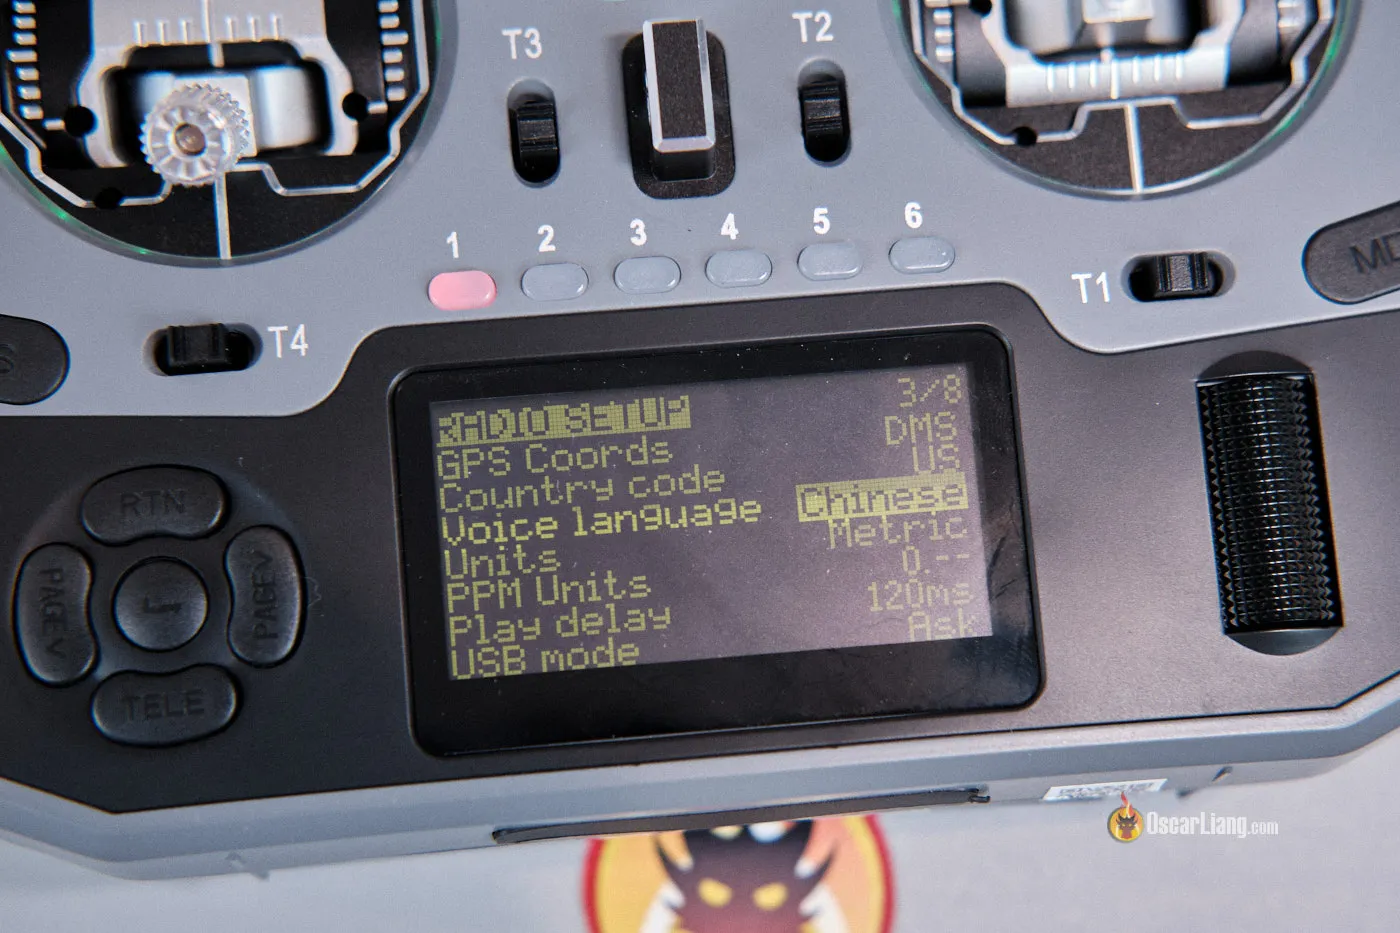 T3
T2
1
2
3
4
5
6
T1
T4
RADIO SETUP 3/8
GPS Coords DMS
Country code US
Voice language Chinese
Units Metric
PPM Units 0.--
Play delay 120ms
USB mode Ask
RTN
PAGE<
PAGE>
TELE
OscarLiang.com